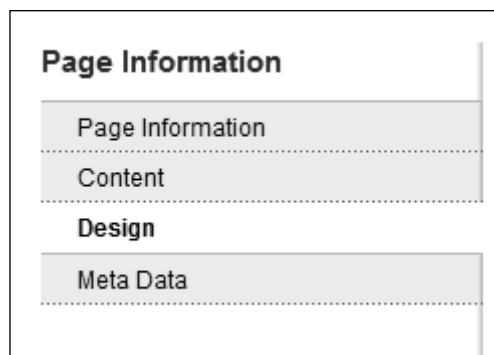 Page Information
Page Information
Content
Design
Meta Data